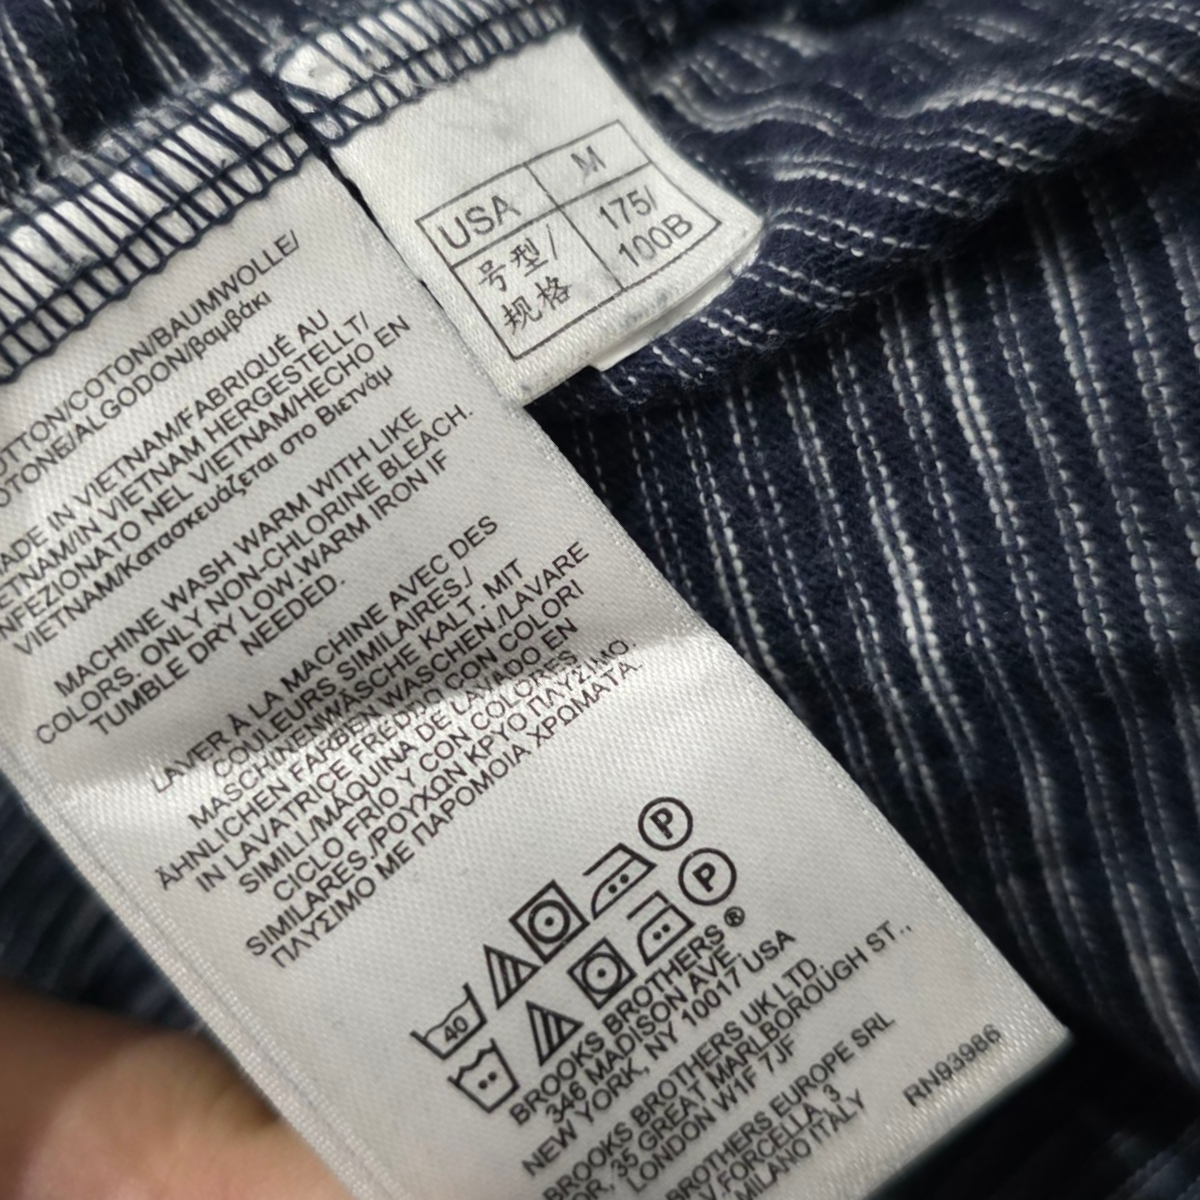 USA M
号型/ 175/
规格 100B
COTTON/COTON/BAUMWOLLE/
COTONE/ALGODON/βαμβάκι
MADE IN VIETNAM/FABRIQUÉ AU
VIETNAM/IN VIETNAM HERGESTELLT/
CONFEZIONATO NEL VIETNAM/HECHO EN
VIETNAM/Κατασκευάζεται στο Βιετνάμ
MACHINE WASH WARM WITH LIKE
COLORS. ONLY NON-CHLORINE BLEACH.
TUMBLE DRY LOW. WARM IRON IF
NEEDED.
LAVER À LA MACHINE AVEC DES
COULEURS SIMILAIRES./
MASCHINENWÄSCHE KALT. MIT
ÄHNLICHEN FARBEN WASCHEN./LAVARE
IN LAVATRICE FREDDO CON COLORI
SIMILI./MÁQUINA DE LAVADO EN
CICLO FRIO Y CON COLORES
SIMILARES./ΡΟΥΧΩΝ ΚΡΥΟ ΠΛΥΣΙΜΟ.
ΠΛΥΣΙΜΟ ΜΕ ΠΑΡΟΜΟΙΑ ΧΡΩΜΑΤΑ.
40 P
P
BROOKS BROTHERS®
346 MADISON AVE.
NEW YORK, NY 10017 USA
BROOKS BROTHERS UK LTD
35 GREAT MARLBOROUGH ST.,
LONDON W1F 7JF
BROTHERS EUROPE SRL
V.FORCELLA, 3
MILANO ITALY
RN93986